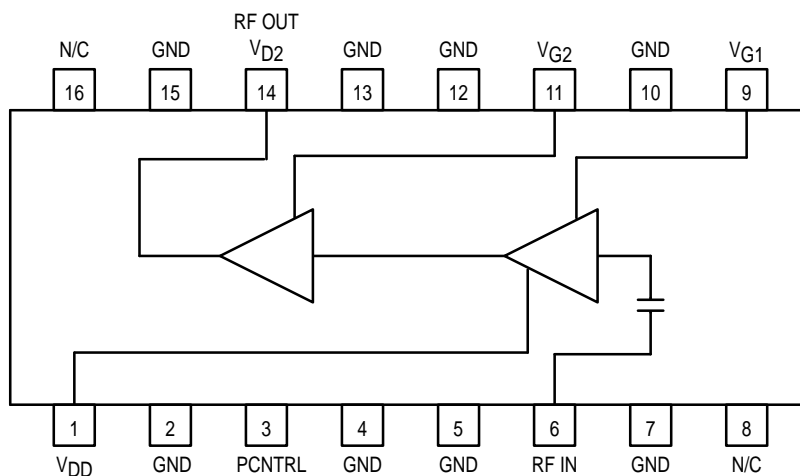 RF OUT
N/C GND VD2 GND GND VG2 GND VG1
16 15 14 13 12 11 10 9
1 2 3 4 5 6 7 8
VDD GND PCNTRL GND GND RF IN GND N/C